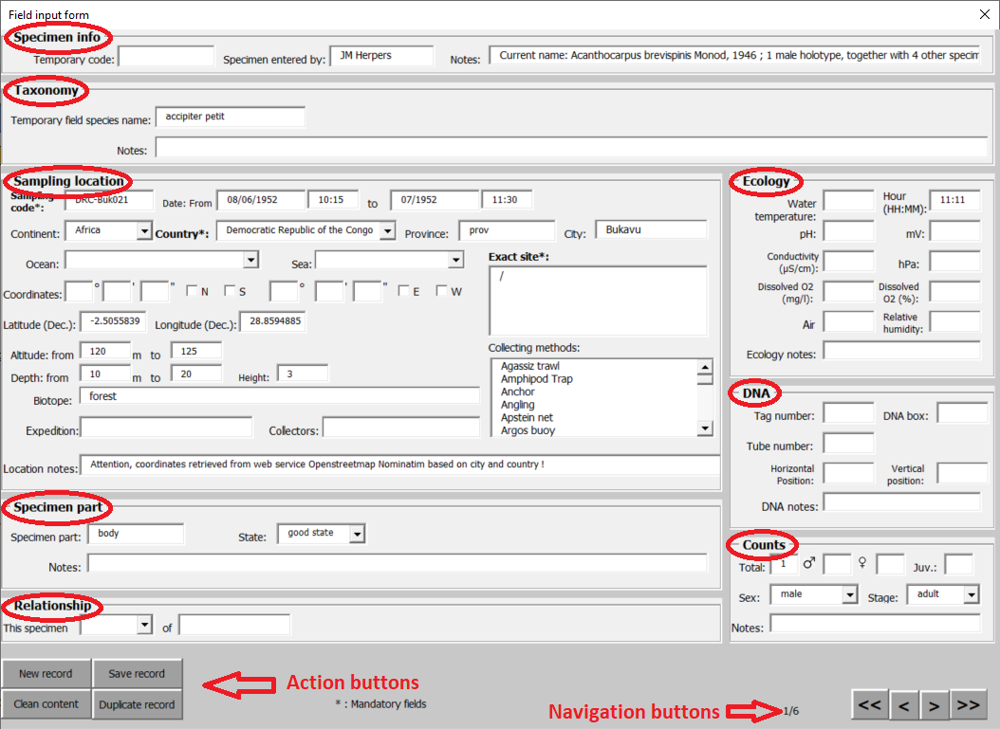 Field input form
Specimen info
Temporary code: Specimen entered by: JM Herpers Notes: Current name: Acanthocarpus brevispinis Monod, 1946 ; 1 male holotype, together with 4 other specim
Taxonomy
Temporary field species name: accipiter petit
Notes:
Sampling location
Sampling code*: DRC-Buk021 Date: From 08/06/1952 10:15 to 07/1952 11:30
Continent: Africa Country*: Democratic Republic of the Congo Province: prov City: Bukavu
Ocean: Sea: Exact site*:
/
Coordinates: ° ' " N S ° ' " E W
Latitude (Dec.): -2.5055839 Longitude (Dec.): 28.8594885
Altitude: from 120 m to 125
Depth: from 10 m to 20 Height: 3
Biotope: forest
Collecting methods:
Agassiz trawl
Amphipod Trap
Anchor
Angling
Apstein net
Argos buoy
Expedition: Collectors:
Location notes: Attention, coordinates retrieved from web service Openstreetmap Nominatim based on city and country !
Specimen part
Specimen part: body State: good state
Notes:
Relationship
This specimen of
Ecology
Water temperature: Hour (HH:MM): 11:11
pH: mV:
Conductivity (µS/cm): hPa:
Dissolved O2 (mg/l): Dissolved O2 (%):
Air Relative humidity:
Ecology notes:
DNA
Tag number: DNA box:
Tube number:
Horizontal Position: Vertical position:
DNA notes:
Counts
Total: 1 ♂ ♀ Juv.:
Sex: male Stage: adult
Notes:
New record Save record
Clean content Duplicate record
Action buttons
* : Mandatory fields
Navigation buttons 1/6 << < > >>